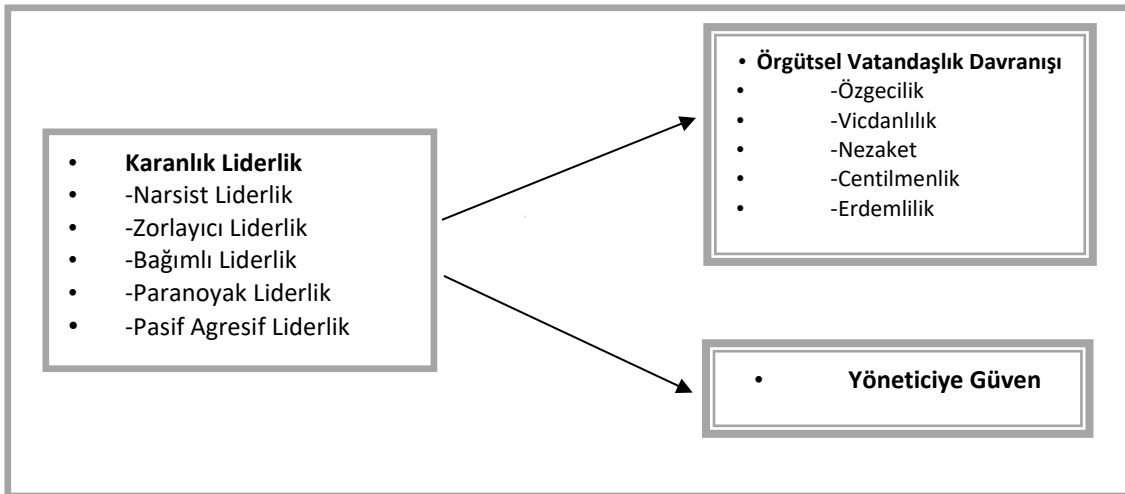 • Karanlık Liderlik
• -Narsist Liderlik
• -Zorlayıcı Liderlik
• -Bağımlı Liderlik
• -Paranoyak Liderlik
• -Pasif Agresif Liderlik
• Örgütsel Vatandaşlık Davranışı
• -Özgecilik
• -Vicdanlılık
• -Nezaket
• -Centilmenlik
• -Erdemlilik
• Yöneticiye Güven